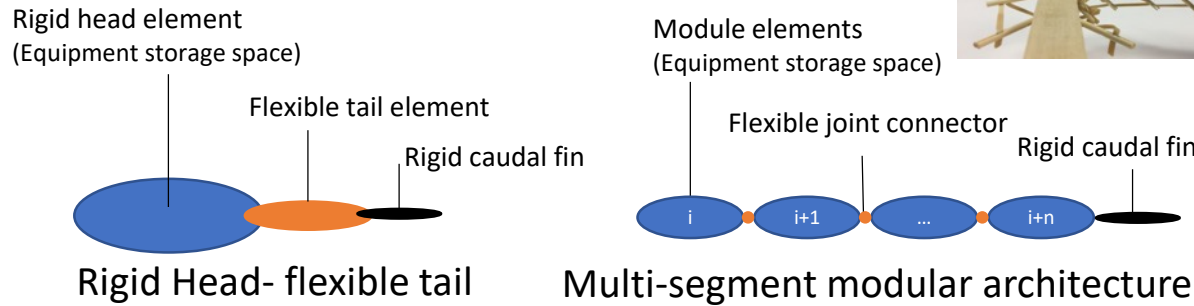 Rigid head element
(Equipment storage space)
Flexible tail element
Rigid caudal fin
Rigid Head- flexible tail
Module elements
(Equipment storage space)
Flexible joint connector
Rigid caudal fin
i
i+1
...
i+n
Multi-segment modular architecture